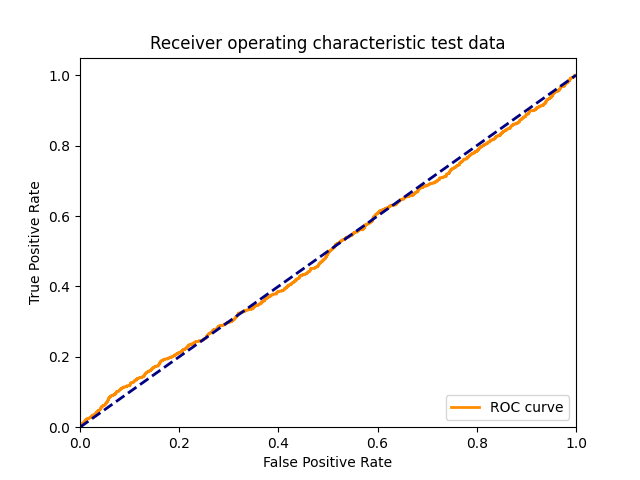 Receiver operating characteristic test data
True Positive Rate
1.0
0.8
0.6
0.4
0.2
0.0
ROC curve
0.0 0.2 0.4 0.6 0.8 1.0
False Positive Rate